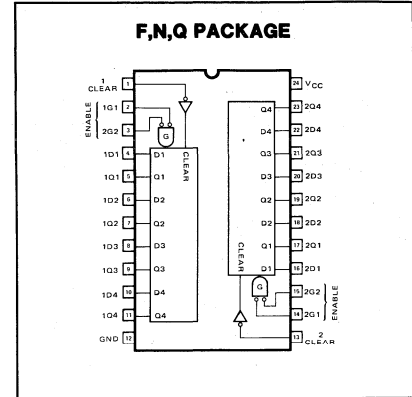 F,N,Q PACKAGE
1
CLEAR 1
1G1 2
2G2 3
ENABLE
1D1 4 D1
1Q1 5 Q1
1D2 6 D2
1Q2 7 Q2
1D3 8 D3
1Q3 9 Q3
1D4 10 D4
1Q4 11 Q4
GND 12
G
CLEAR
24 VCC
Q4 23 2Q4
D4 22 2D4
Q3 21 2Q3
D3 20 2D3
Q2 19 2Q2
D2 18 2D2
Q1 17 2Q1
D1 16 2D1
CLEAR
G
15 2G2
14 2G1
ENABLE
13 2
CLEAR